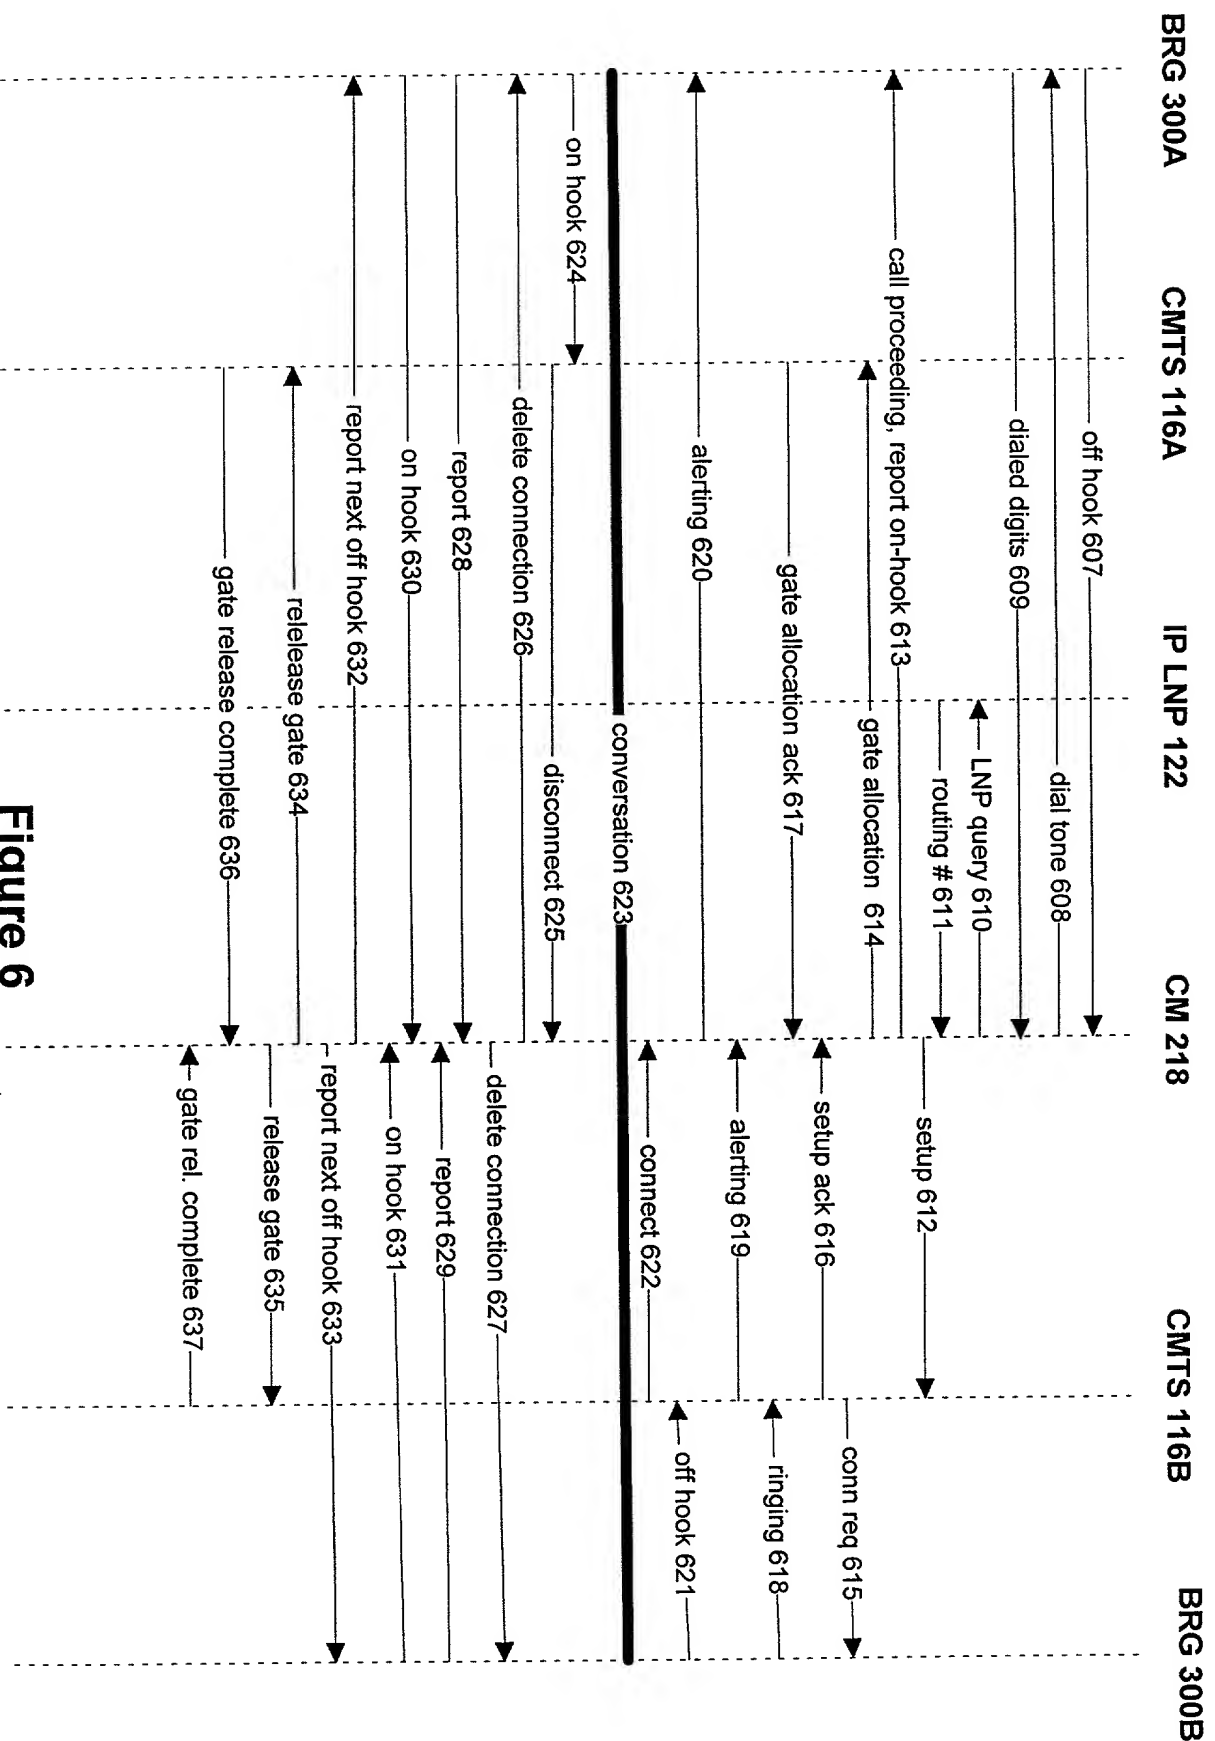 BRG 300A
CMTS 116A
IP LNP 122
CM 218
CMTS 116B
BRG 300B
off hook 607
dial tone 608
dialed digits 609
LNP query 610
routing # 611
setup 612
call proceeding, report on-hook 613
gate allocation 614
conn req 615
setup ack 616
gate allocation ack 617
ringing 618
alerting 619
alerting 620
off hook 621
connect 622
conversation 623
on hook 624
disconnect 625
delete connection 626
delete connection 627
report 628
report 629
on hook 630
on hook 631
report next off hook 632
report next off hook 633
relelease gate 634
release gate 635
gate release complete 636
gate rel. complete 637
Figure 6